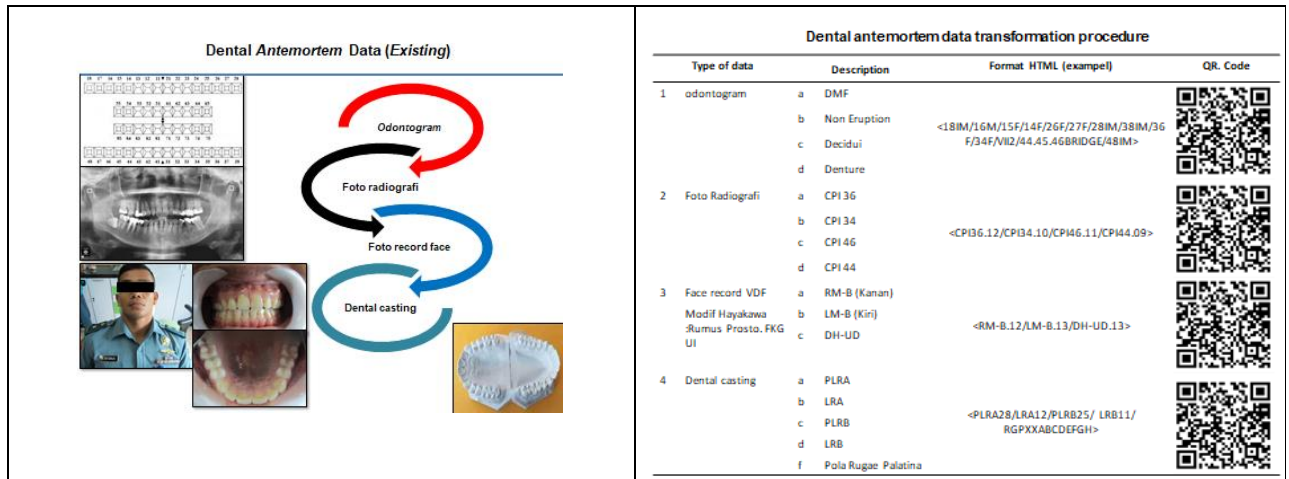 Dental Antemortem Data (Existing)
Odontogram
Foto radiografi
Foto record face
Dental casting
Dental antemortem data transformation procedure
Type of data Description Format HTML (exampel) QR. Code
1 odontogram a DMF
b Non Eruption
<18IM/16M/15F/14F/26F/27F/28IM/38IM/36
F/34F/VII2/44.45.46BRIDGE/48IM>
c Decidui
d Denture
2 Foto Radiografi a CPI 36
b CPI 34
<CPI36.12/CPI34.10/CPI46.11/CPI44.09>
c CPI 46
d CPI 44
3 Face record VDF a RM-B (Kanan)
Modif Hayakawa b LM-B (Kiri)
:Rumus Prosto. FKG <RM-B.12/LM-B.13/DH-UD.13>
UI c DH-UD
4 Dental casting a PLRA
b LRA
<PLRA28/LRA12/PLRB25/ LRB11/
c PLRB
RGPXXABCDEFGH>
d LRB
f Pola Rugae Palatina